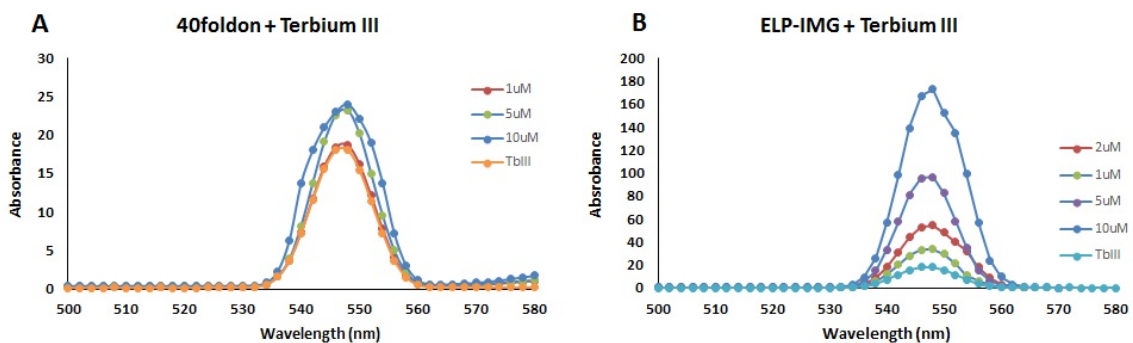 A
40foldon + Terbium III
30
25
20
15
10
5
0
Absorbance
500 510 520 530 540 550 560 570 580
Wavelength (nm)
1uM
5uM
10uM
TbIII
B
ELP-IMG + Terbium III
200
180
160
140
120
100
80
60
40
20
0
Absrobance
500 510 520 530 540 550 560 570 580
Wavelength (nm)
2uM
1uM
5uM
10uM
TbIII